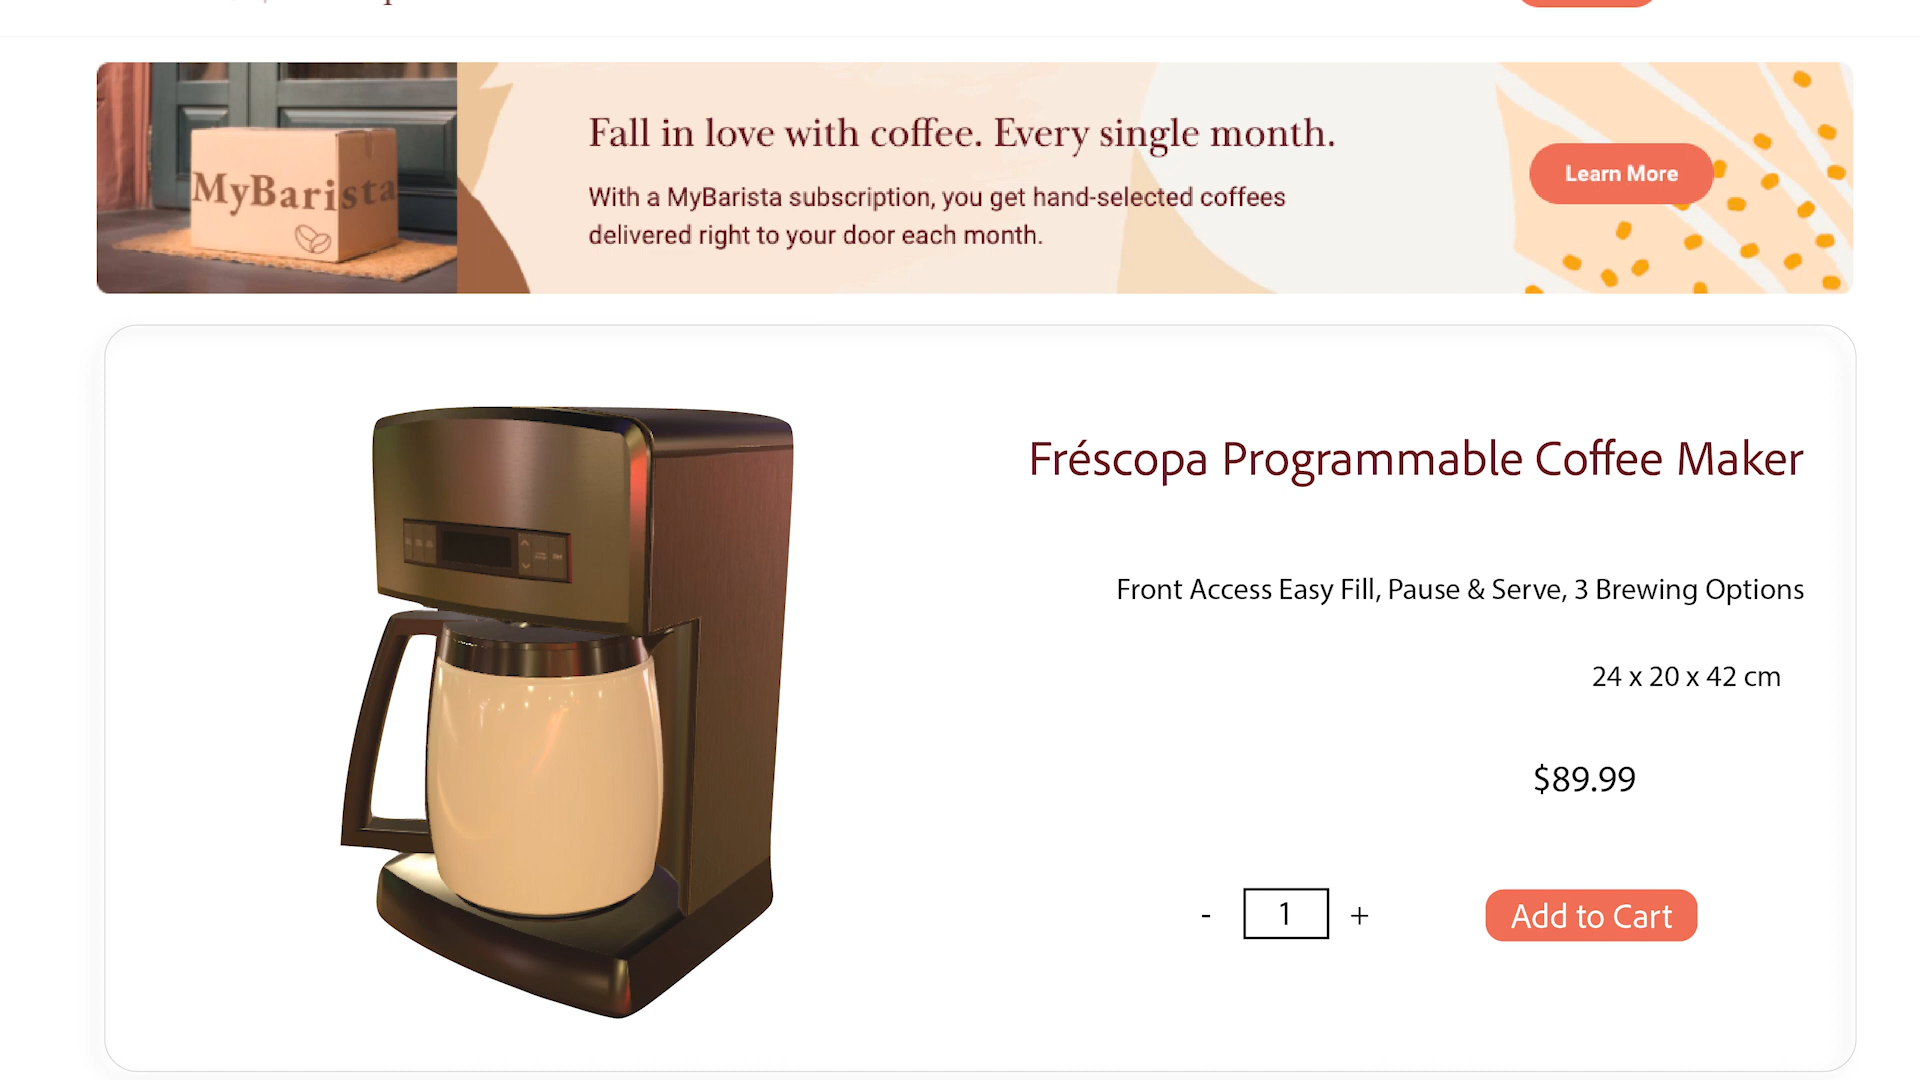 MyBarista
Fall in love with coffee. Every single month.
With a MyBarista subscription, you get hand-selected coffees
delivered right to your door each month.
Learn More
Fréscopa Programmable Coffee Maker
Front Access Easy Fill, Pause & Serve, 3 Brewing Options
24 x 20 x 42 cm
$89.99
- 1 +
Add to Cart